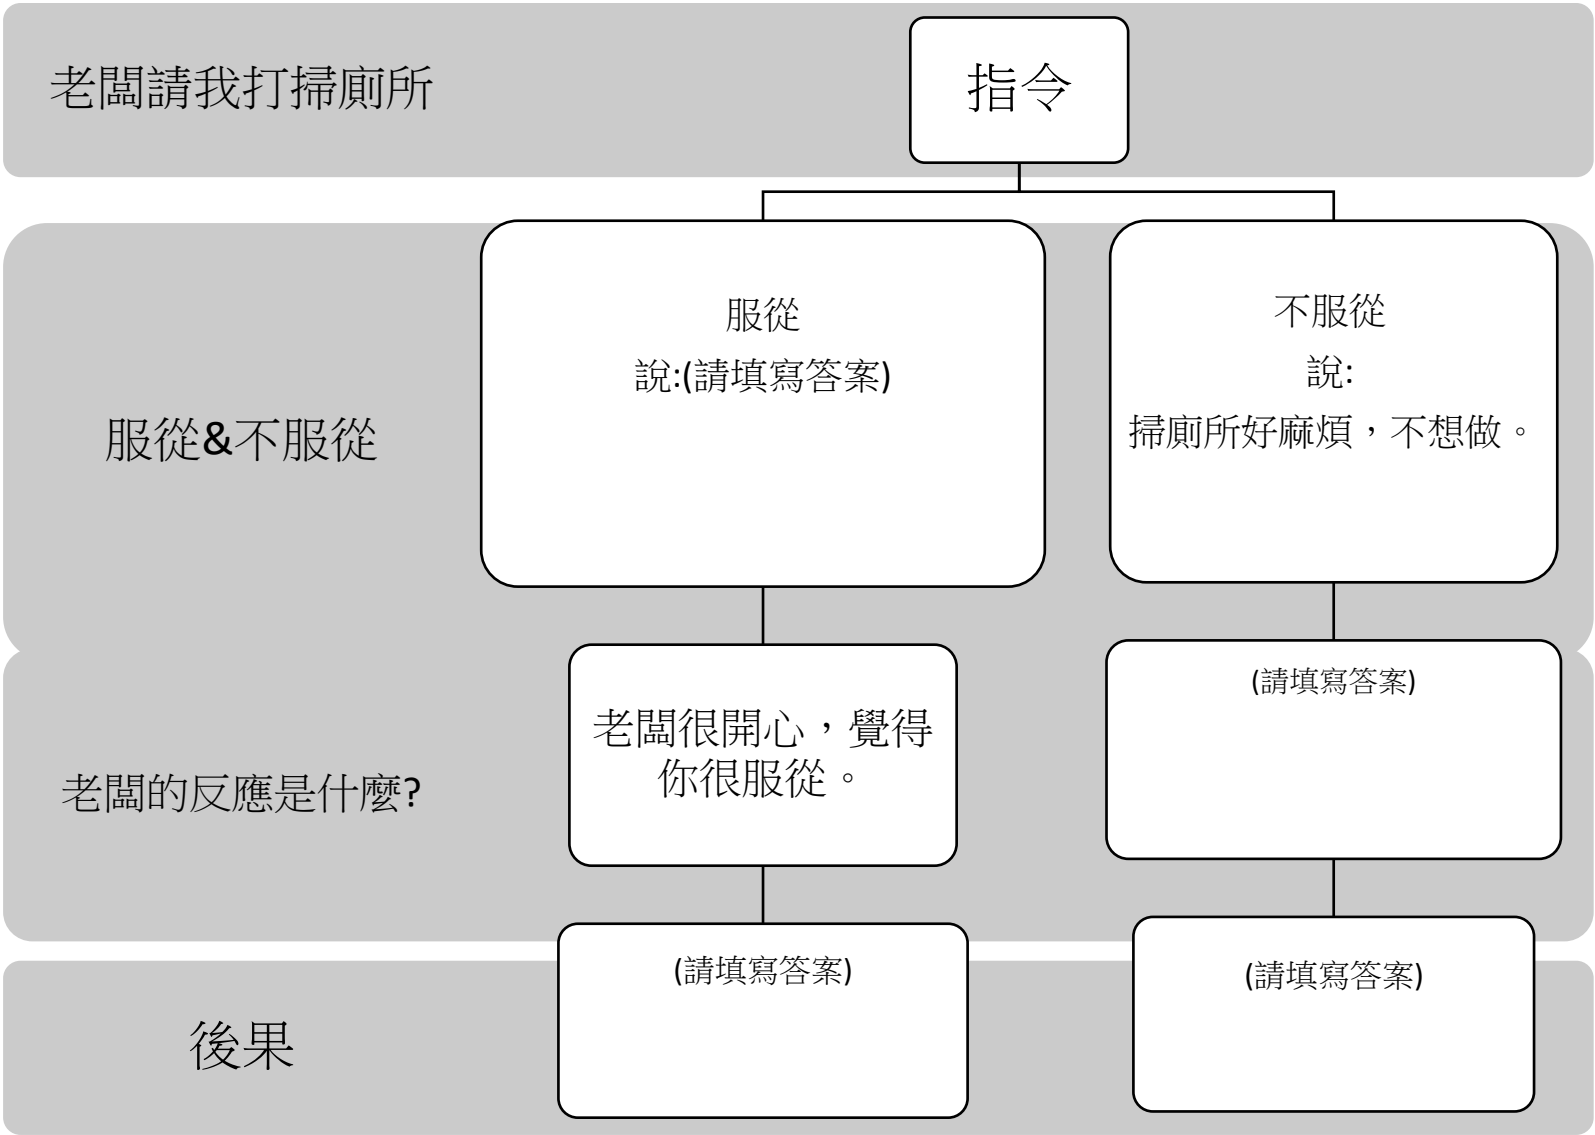 老闆請我打掃廁所
指令
服從&不服從
服從
說:(請填寫答案)
不服從
說:
掃廁所好麻煩，不想做。
老闆的反應是什麼?
老闆很開心，覺得
你很服從。
(請填寫答案)
後果
(請填寫答案)
(請填寫答案)